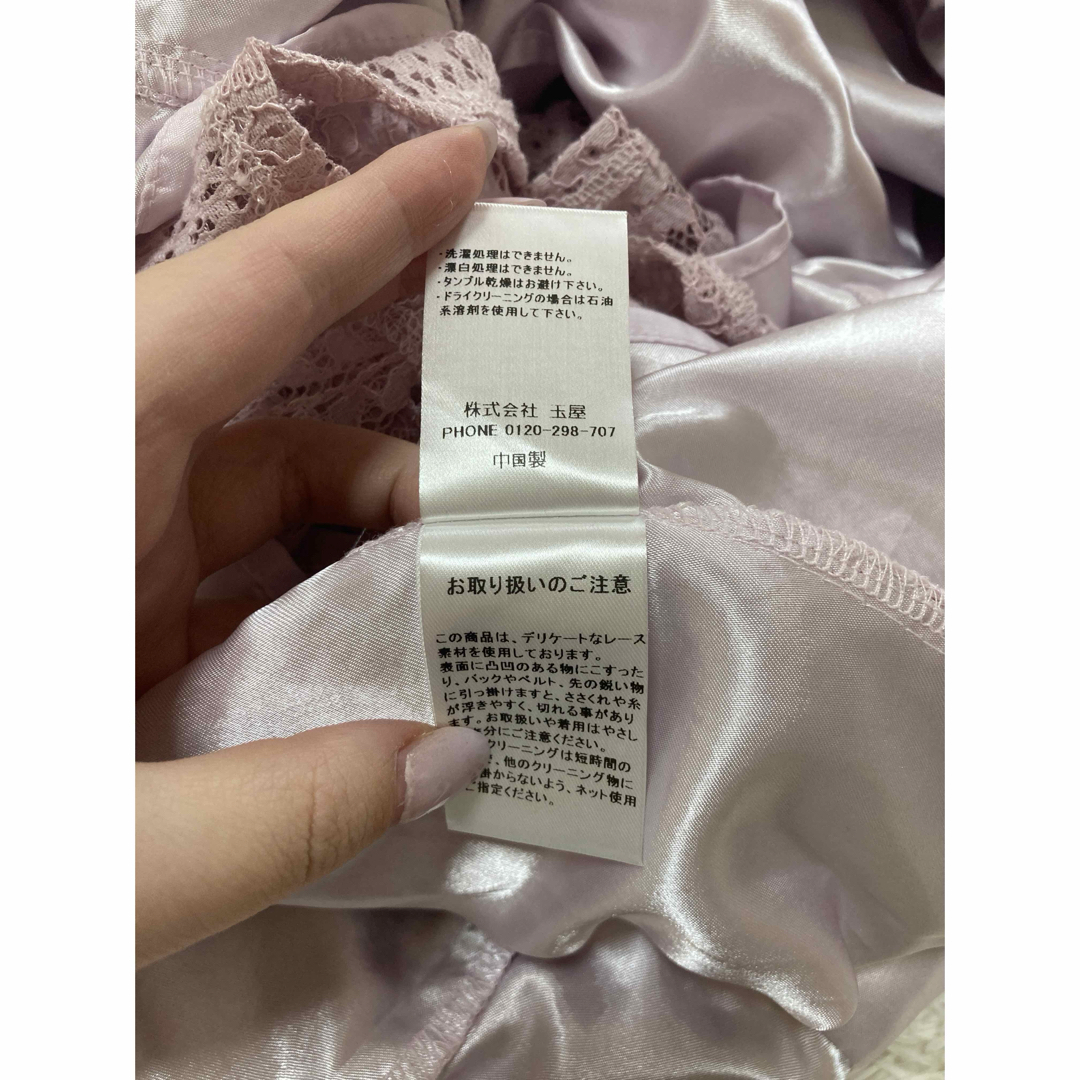 ・洗濯処理はできません。
・漂白処理はできません。
・タンブル乾燥はお避け下さい。
・ドライクリーニングの場合は石油
系溶剤を使用して下さい。
株式会社 玉屋
PHONE 0120-298-707
中国製
お取り扱いのご注意
この商品は、デリケートなレース
素材を使用しております。
表面に凸凹のある物にこすった
り、バックやベルト、先の鋭い物
に引っ掛けますと、ささくれや糸
が浮きやすく、切れる事があり
ます。お取扱いや着用はやさし
分にご注意ください。
クリーニングは短時間の
、他のクリーニング物に
掛からないよう、ネット使用
ご指定ください。